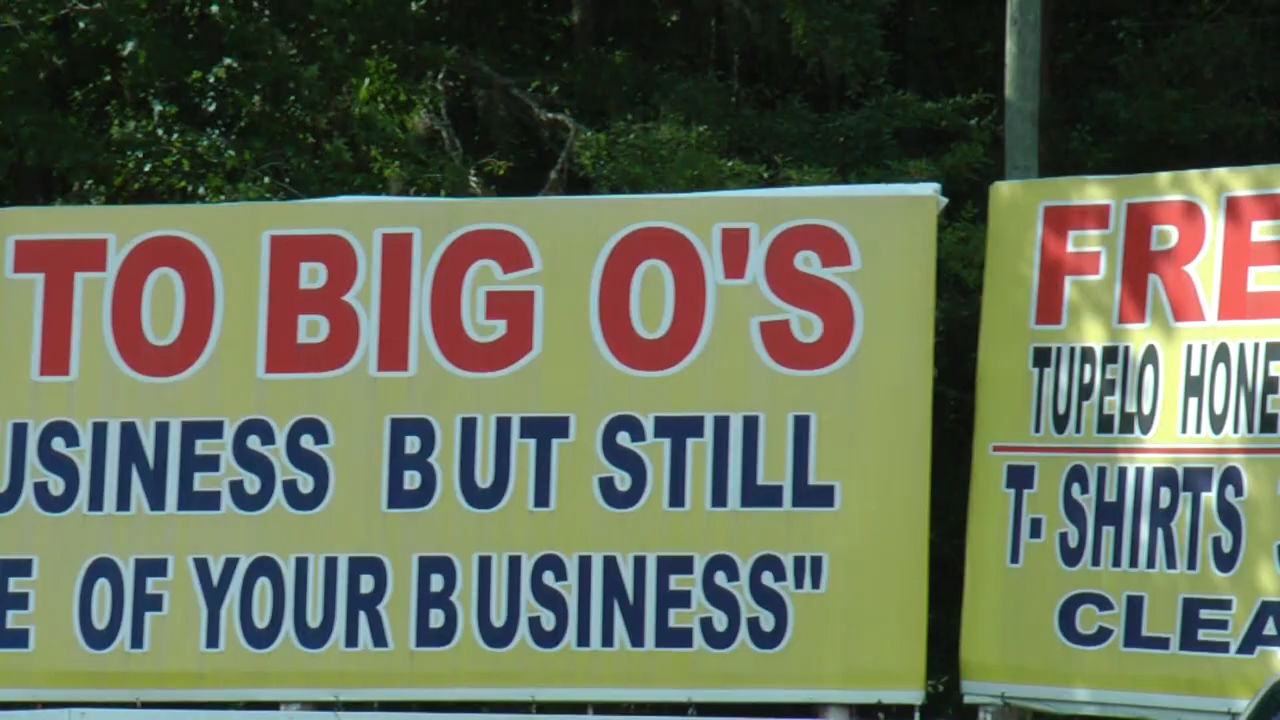 TO BIG O'S
USINESS BUT STILL
E OF YOUR BUSINESS"
FRE
TUPELO HONE
T-SHIRTS
CLEA